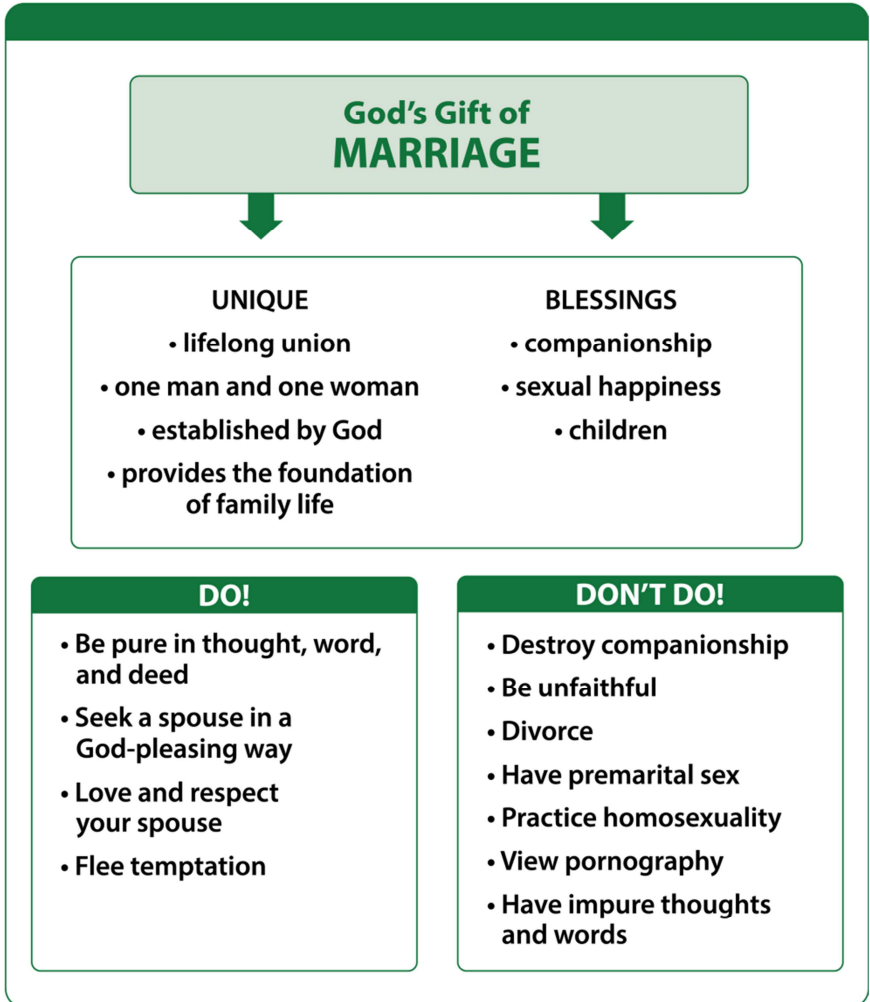 God’s Gift of
MARRIAGE
UNIQUE
• lifelong union
• one man and one woman
• established by God
• provides the foundation
of family life
BLESSINGS
• companionship
• sexual happiness
• children
DO!
• Be pure in thought, word,
and deed
• Seek a spouse in a
God-pleasing way
• Love and respect
your spouse
• Flee temptation
DON’T DO!
• Destroy companionship
• Be unfaithful
• Divorce
• Have premarital sex
• Practice homosexuality
• View pornography
• Have impure thoughts
and words